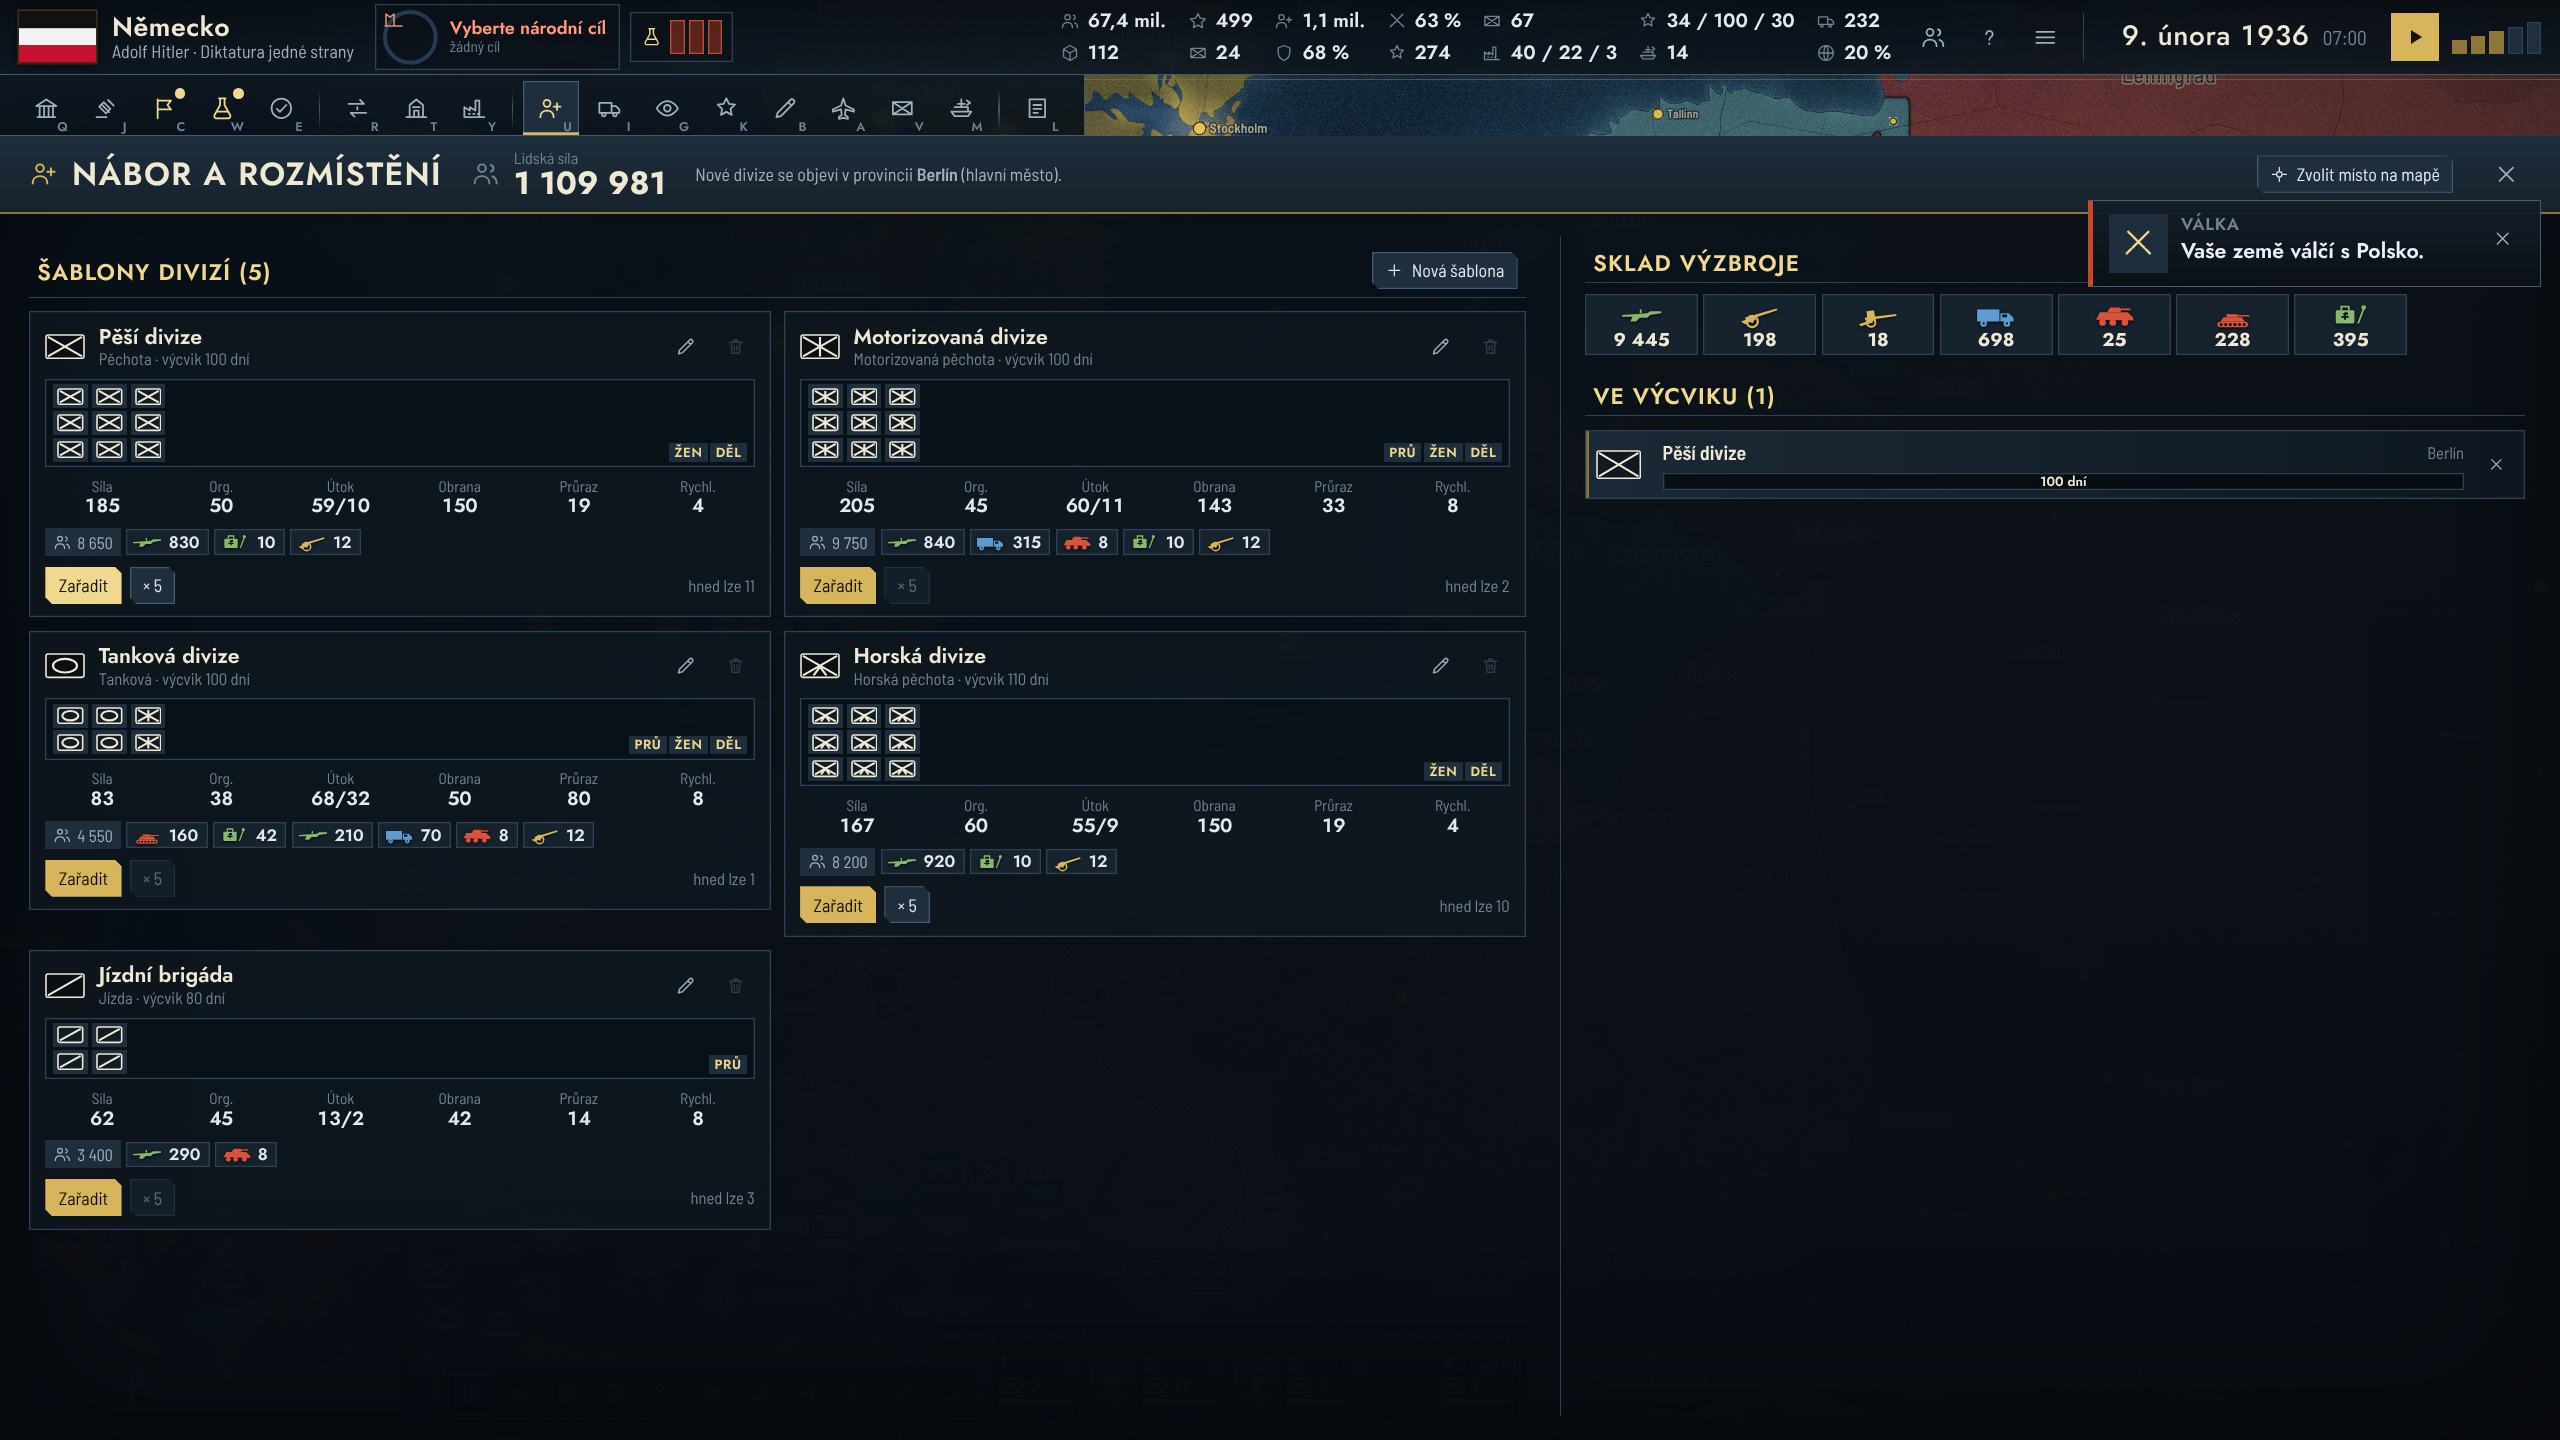 Německo
Adolf Hitler · Diktatura jedné strany
Vyberte národní cíl
žádný cíl
67,4 mil. 499 1,1 mil. 63 % 67 34 / 100 / 30 232
112 24 68 % 274 40 / 22 / 3 14 20 %
9. února 1936 07:00
Q J C W E R T Y U I G K B A V M L
Leningrad
Tallinn
Stockholm
NÁBOR A ROZMÍSTĚNÍ
Lidská síla
1 109 981
Nové divize se objeví v provincii Berlín (hlavní město).
Zvolit místo na mapě
VÁLKA
Vaše země válčí s Polsko.
ŠABLONY DIVIZÍ (5)
Nová šablona
Pěší divize
Pěchota · výcvik 100 dní
ŽEN DĚL
Síla Org. Útok Obrana Průraz Rychl.
185 50 59/10 150 19 4
8 650 830 10 12
Zařadit × 5 hned lze 11
Motorizovaná divize
Motorizovaná pěchota · výcvik 100 dní
PRŮ ŽEN DĚL
Síla Org. Útok Obrana Průraz Rychl.
205 45 60/11 143 33 8
9 750 840 315 8 10 12
Zařadit × 5 hned lze 2
Tanková divize
Tanková · výcvik 100 dní
PRŮ ŽEN DĚL
Síla Org. Útok Obrana Průraz Rychl.
83 38 68/32 50 80 8
4 550 160 42 210 70 8 12
Zařadit × 5 hned lze 1
Horská divize
Horská pěchota · výcvik 110 dní
ŽEN DĚL
Síla Org. Útok Obrana Průraz Rychl.
167 60 55/9 150 19 4
8 200 920 10 12
Zařadit × 5 hned lze 10
Jízdní brigáda
Jízda · výcvik 80 dní
PRŮ
Síla Org. Útok Obrana Průraz Rychl.
62 45 13/2 42 14 8
3 400 290 8
Zařadit × 5 hned lze 3
SKLAD VÝZBROJE
9 445 198 18 698 25 228 395
VE VÝCVIKU (1)
Pěší divize Berlín
100 dní